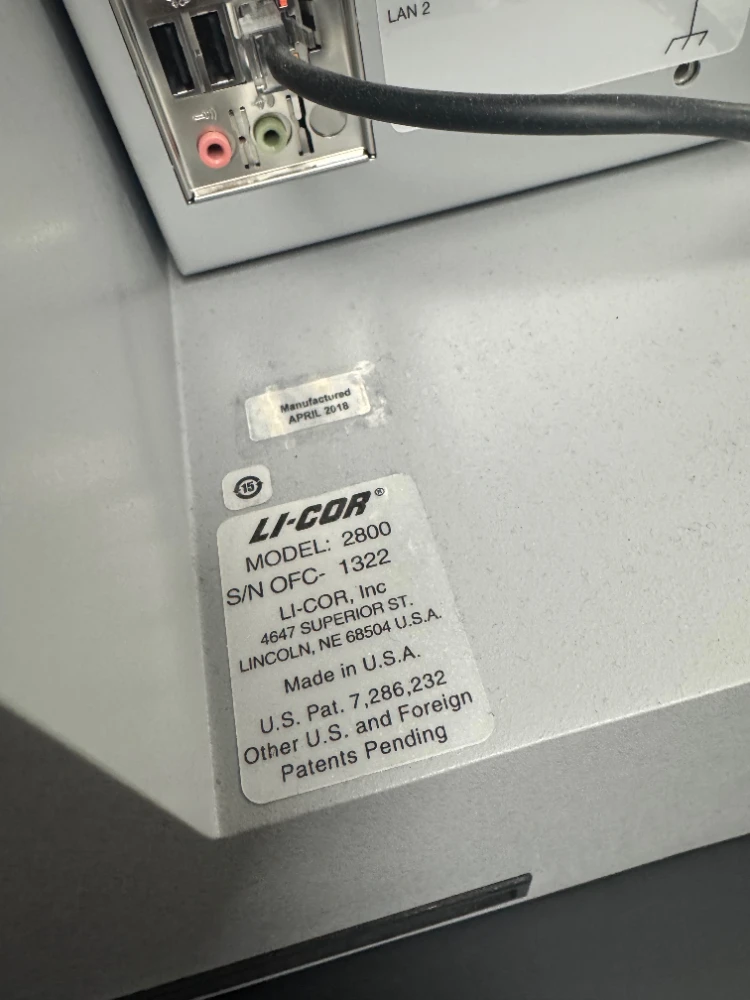 LAN 2
Manufactured
APRIL 2018
15
LI-COR®
MODEL: 2800
S/N OFC- 1322
LI-COR, Inc
4647 SUPERIOR ST.
LINCOLN, NE 68504 U.S.A.
Made in U.S.A.
U.S. Pat. 7,286,232
Other U.S. and Foreign
Patents Pending